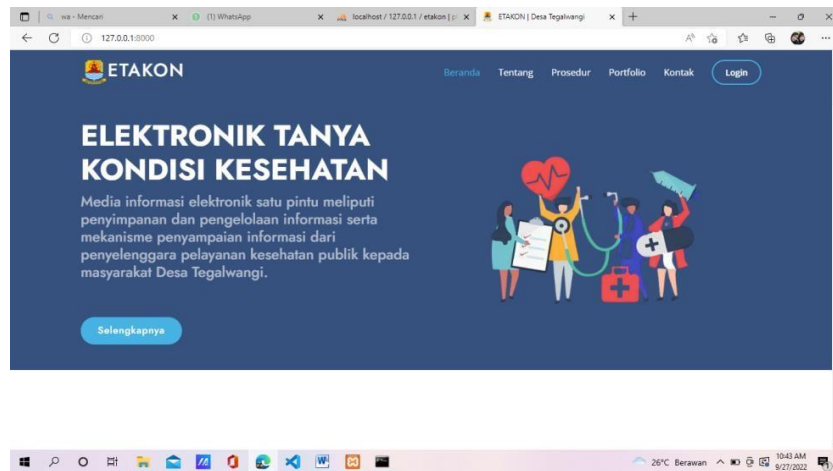 wa - Mencari
(1) WhatsApp
localhost / 127.0.0.1 / etakon | p
ETAKON | Desa Tegalwangi
127.0.0.1:8000
ETAKON
Beranda Tentang Prosedur Portfolio Kontak Login
ELEKTRONIK TANYA
KONDISI KESEHATAN
Media informasi elektronik satu pintu meliputi
penyimpanan dan pengelolaan informasi serta
mekanisme penyampaian informasi dari
penyelenggara pelayanan kesehatan publik kepada
masyarakat Desa Tegalwangi.
Selengkapnya
26°C Berawan
10:43 AM
9/27/2022